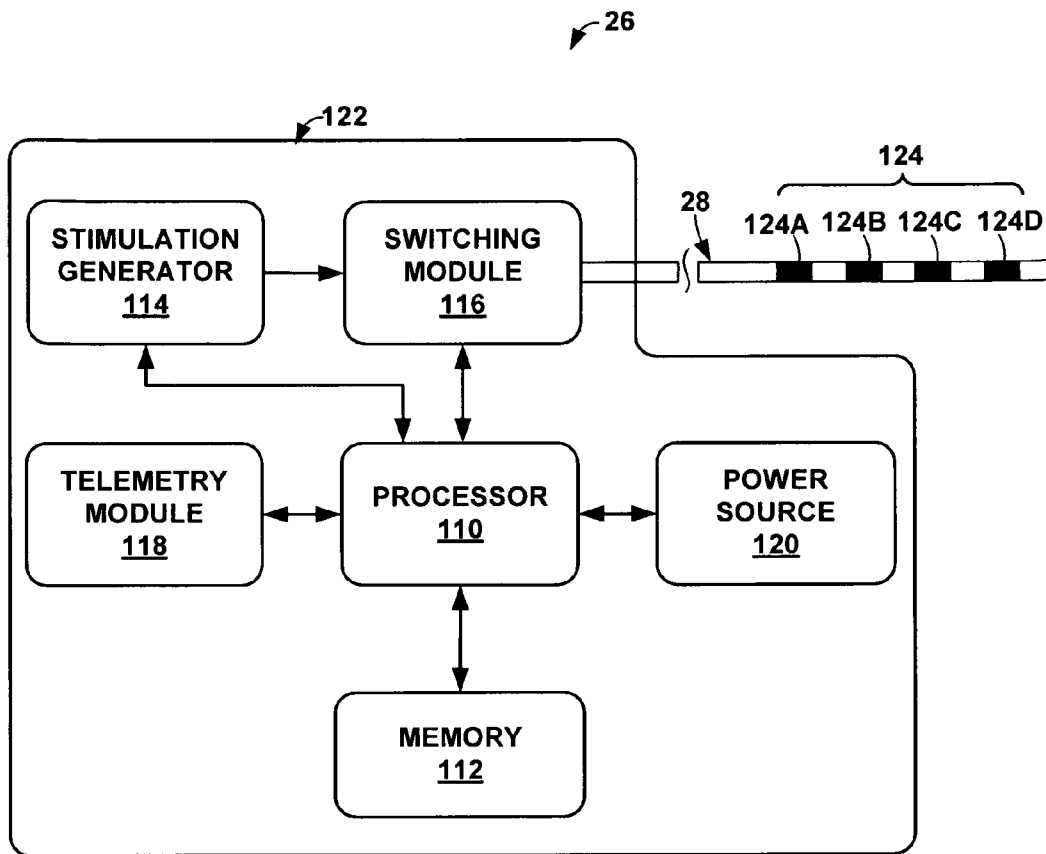 26
122
124
28
124A 124B 124C 124D
STIMULATION
GENERATOR
114
SWITCHING
MODULE
116
TELEMETRY
MODULE
118
PROCESSOR
110
POWER
SOURCE
120
MEMORY
112